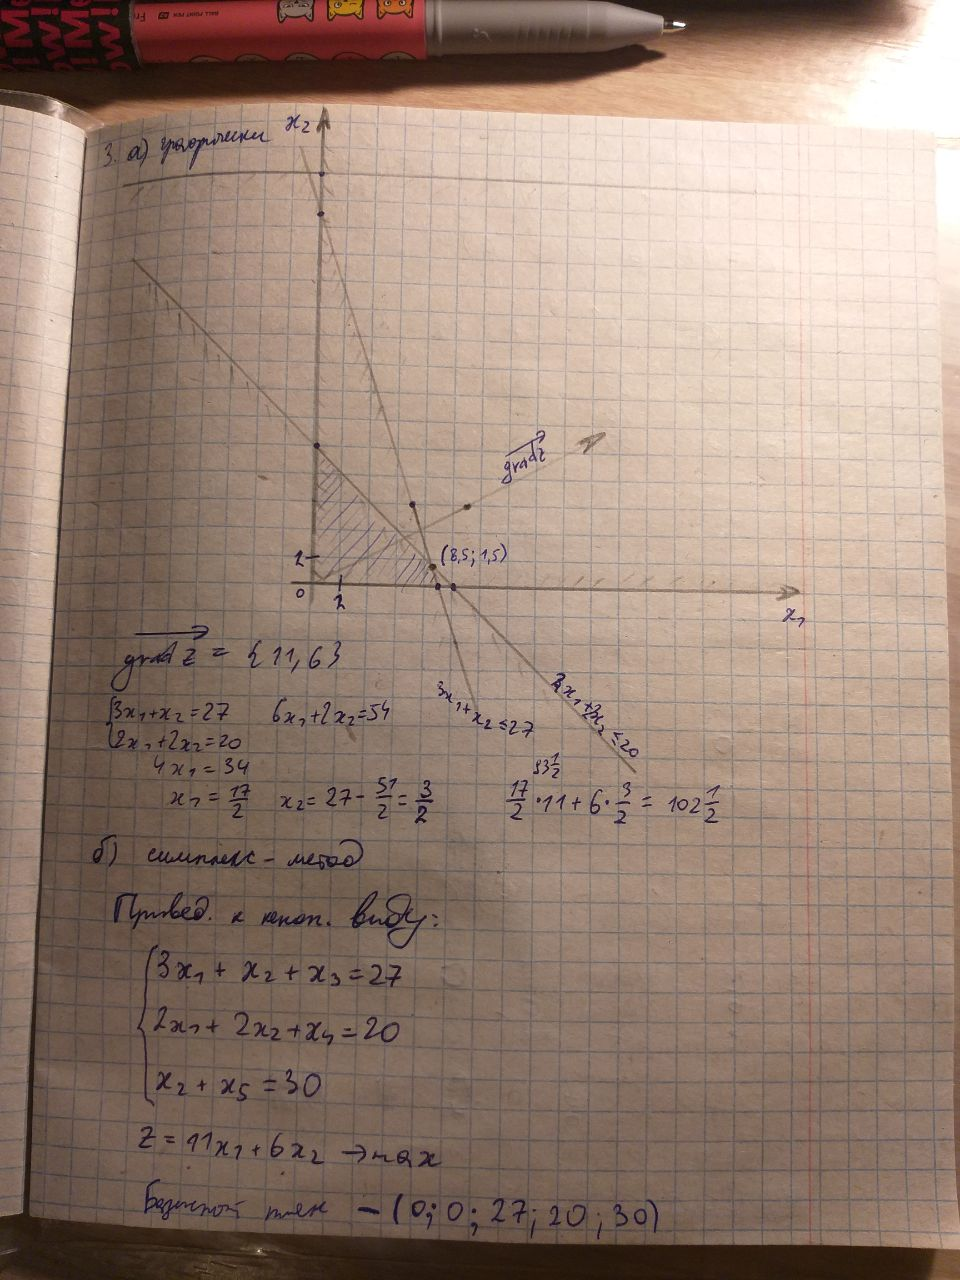 BALL POINT PEN
3. а) графически
x₂
grad z
(8,5; 1,5)
2
0
2
x₁
grad z = {11,6}
3x₁+x₂≤27
2x₁+2x₂≤20
{3x₁+x₂=27 6x₁+2x₂=54
2x₁+2x₂=20
4x₁=34
93 1/2
x₁=17/2 x₂=27-51/2=3/2 17/2·11+6·3/2=102 1/2
б) симплекс-метод
Привед. к канон. виду:
{3x₁+x₂+x₃=27
2x₁+2x₂+x₄=20
x₂+x₅=30
z=11x₁+6x₂→max
Базисный план -(0;0;27;20;30)